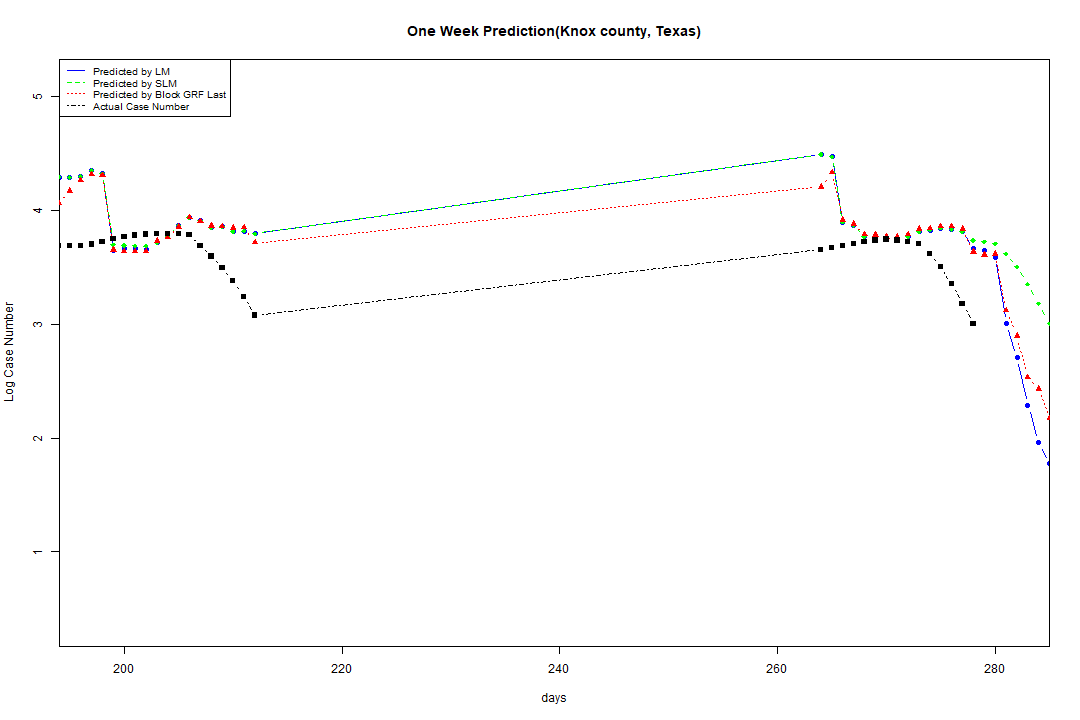 One Week Prediction(Knox county, Texas)
Predicted by LM
Predicted by SLM
Predicted by Block GRF Last
Actual Case Number
5
4
3
2
1
Log Case Number
200 220 240 260 280
days